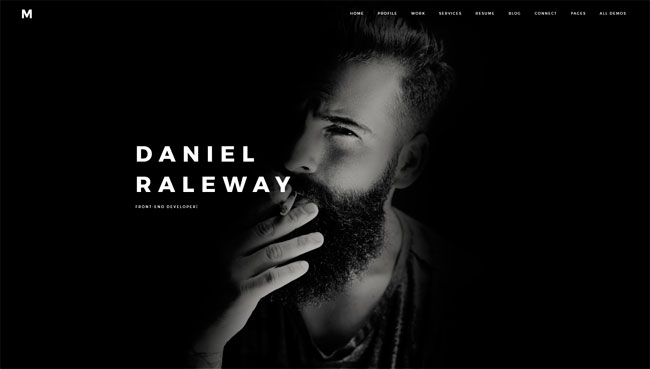 M
HOME PROFILE WORK SERVICES RESUME BLOG CONNECT PAGES ALL DEMOS
DANIEL
RALEWAY
FRONT-END DEVELOPER!